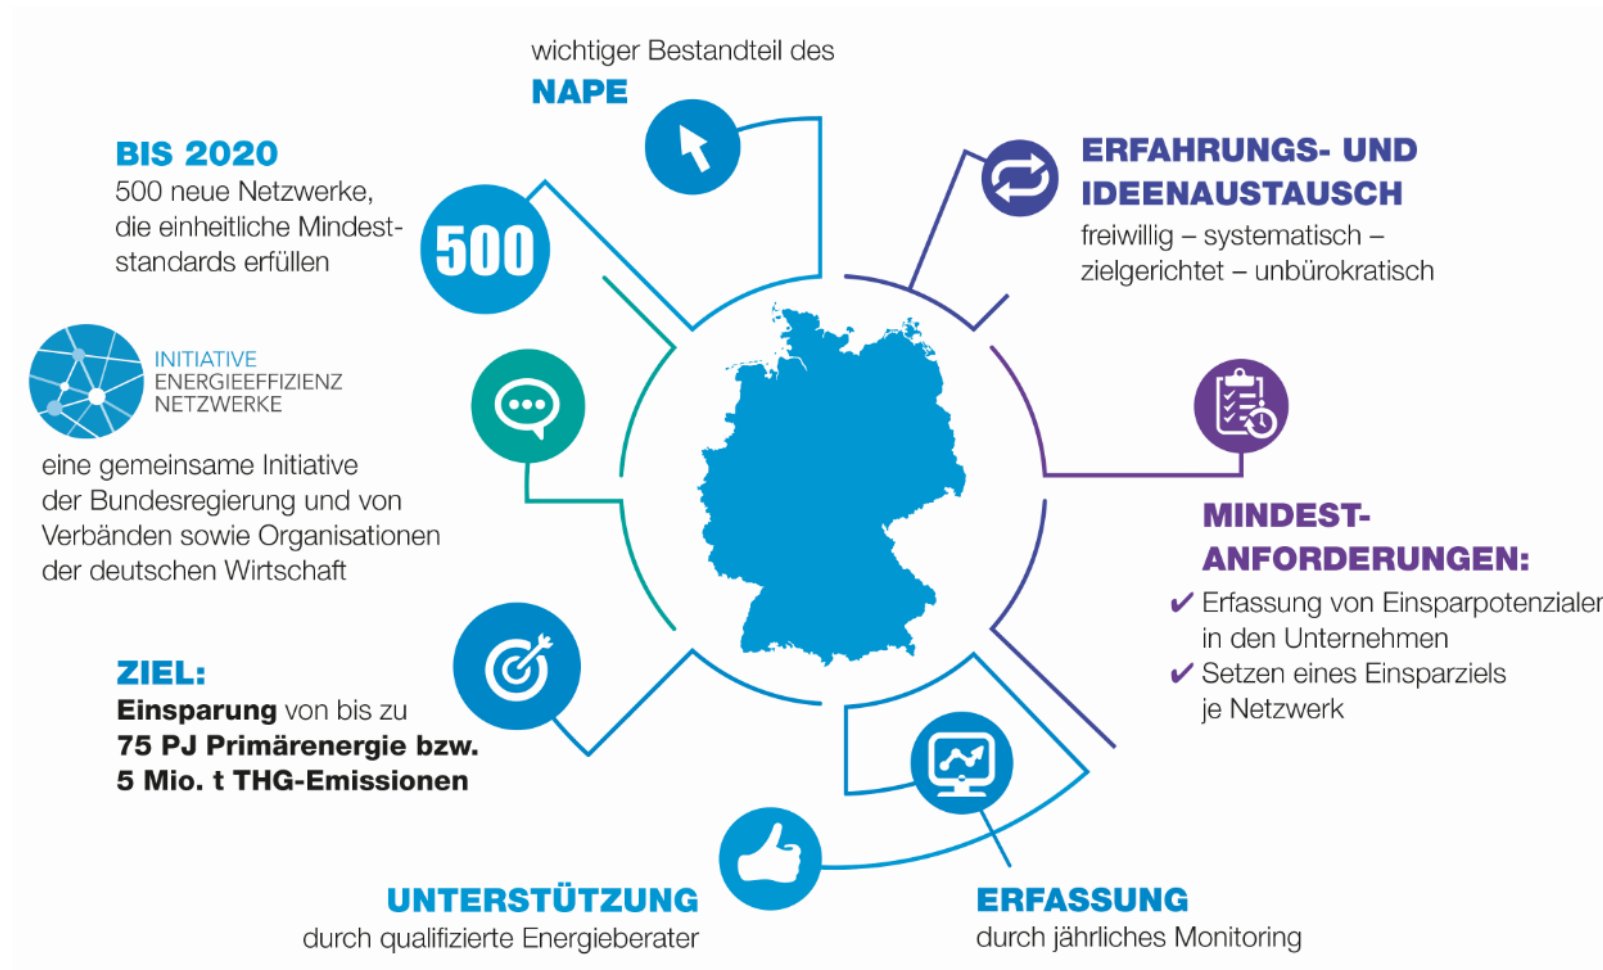 wichtiger Bestandteil des
NAPE
BIS 2020
500 neue Netzwerke,
die einheitliche Mindest-
standards erfüllen
500
ERFAHRUNGS- UND
IDEENAUSTAUSCH
freiwillig – systematisch –
zielgerichtet – unbürokratisch
INITIATIVE
ENERGIEEFFIZIENZ
NETZWERKE
eine gemeinsame Initiative
der Bundesregierung und von
Verbänden sowie Organisationen
der deutschen Wirtschaft
MINDEST-
ANFORDERUNGEN:
✔ Erfassung von Einsparpotenzialen
in den Unternehmen
✔ Setzen eines Einsparziels
je Netzwerk
ZIEL:
Einsparung von bis zu
75 PJ Primärenergie bzw.
5 Mio. t THG-Emissionen
UNTERSTÜTZUNG
durch qualifizierte Energieberater
ERFASSUNG
durch jährliches Monitoring